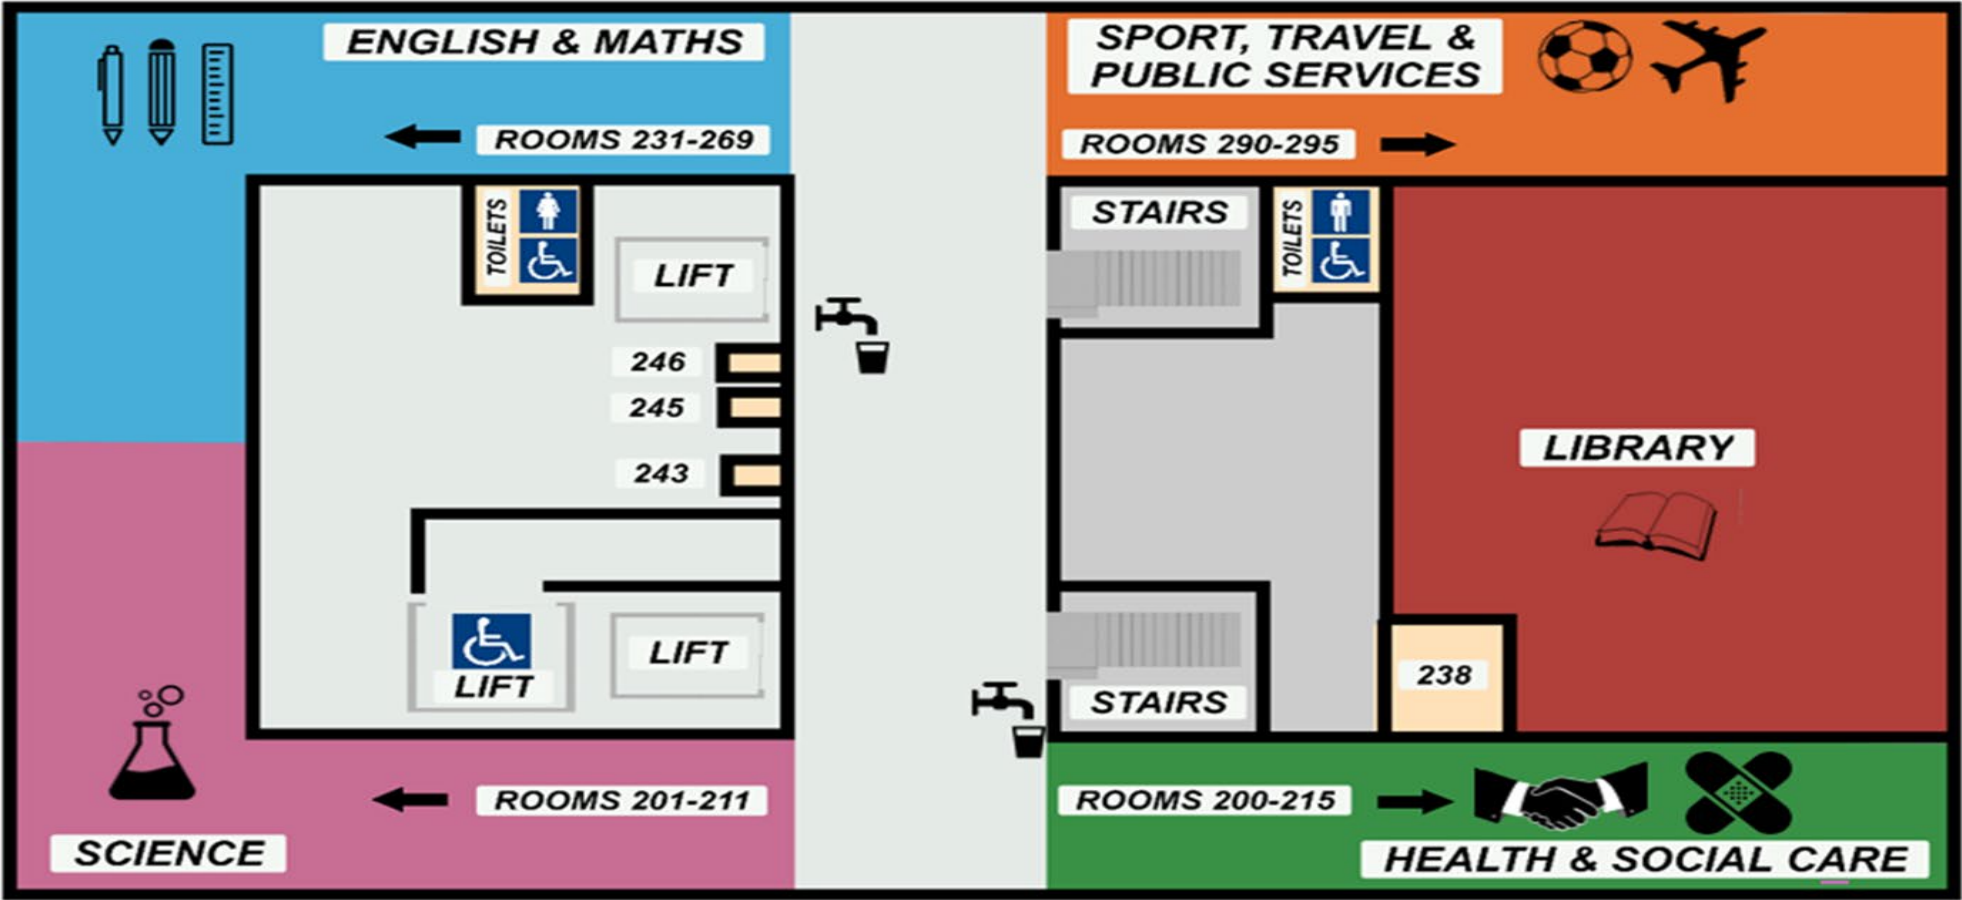 ENGLISH & MATHS
ROOMS 231-269
SPORT, TRAVEL &
PUBLIC SERVICES
ROOMS 290-295
TOILETS
LIFT
246
245
243
LIFT
LIFT
STAIRS
TOILETS
STAIRS
LIBRARY
238
ROOMS 201-211
SCIENCE
ROOMS 200-215
HEALTH & SOCIAL CARE